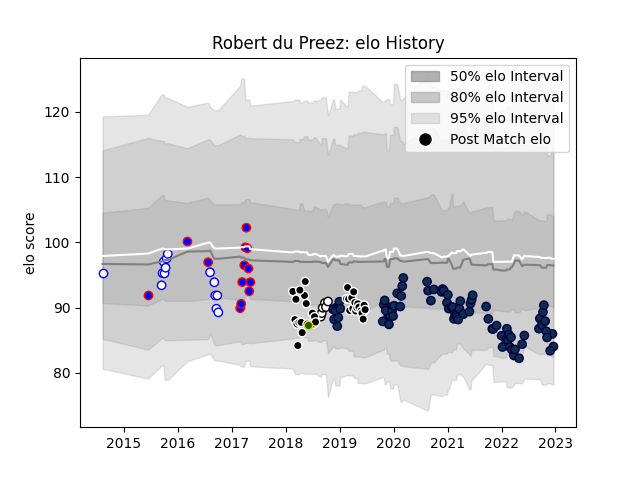 Robert du Preez: elo History
50% elo Interval
80% elo Interval
95% elo Interval
Post Match elo
elo score
120
110
100
90
80
2015 2016 2017 2018 2019 2020 2021 2022 2023